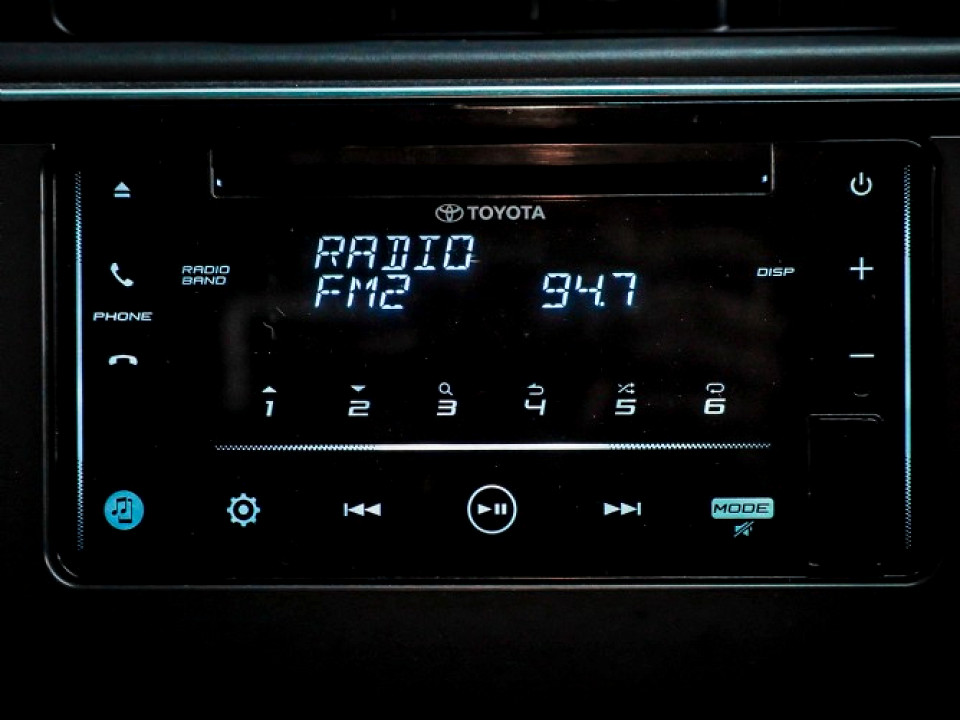 TOYOTA
RADIO
FM2 94.7
RADIO
BAND
DISP
PHONE
1 2 3 4 5 6
MODE